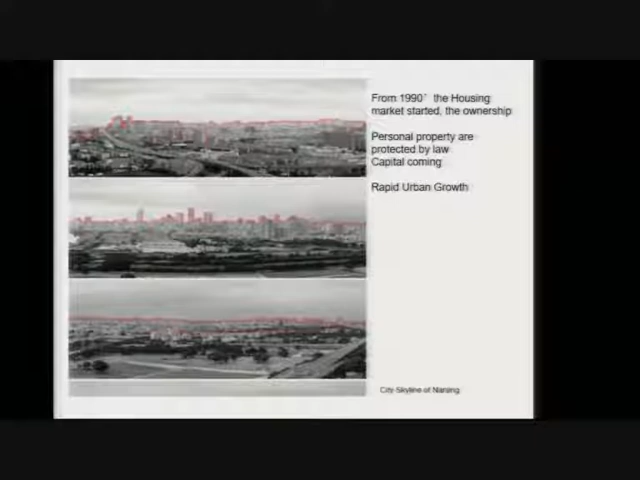 From 1990' the Housing
market started, the ownership
Personal property are
protected by law
Capital coming
Rapid Urban Growth
City Skyline of Nanjing